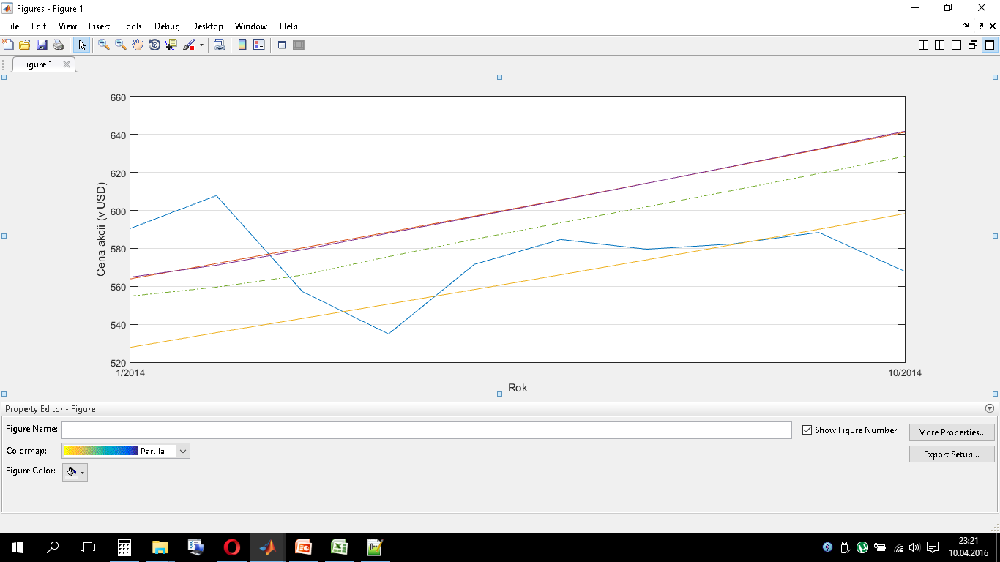 Figures - Figure 1
File Edit View Insert Tools Debug Desktop Window Help
Figure 1
660
640
620
600
580
560
540
520
Cena akcií (v USD)
1/2014 10/2014
Rok
Property Editor - Figure
Figure Name: Show Figure Number More Properties...
Colormap: Parula Export Setup...
Figure Color:
23:21
10.04.2016